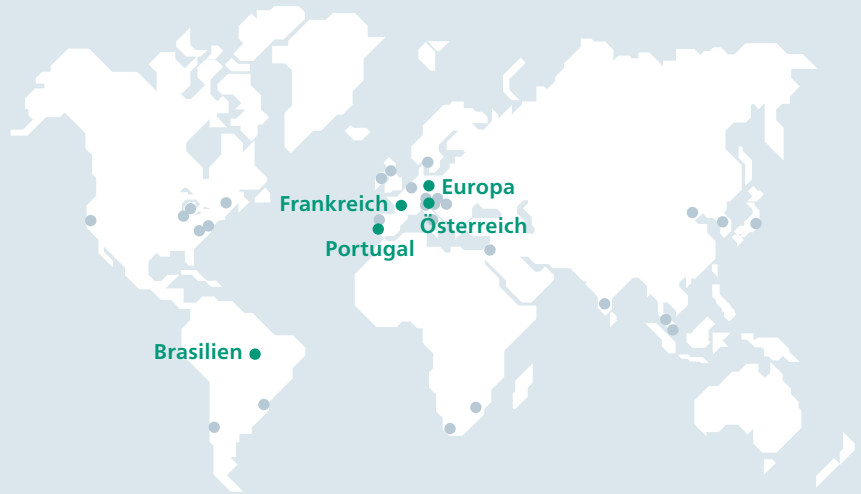 Europa
Frankreich
Österreich
Portugal
Brasilien